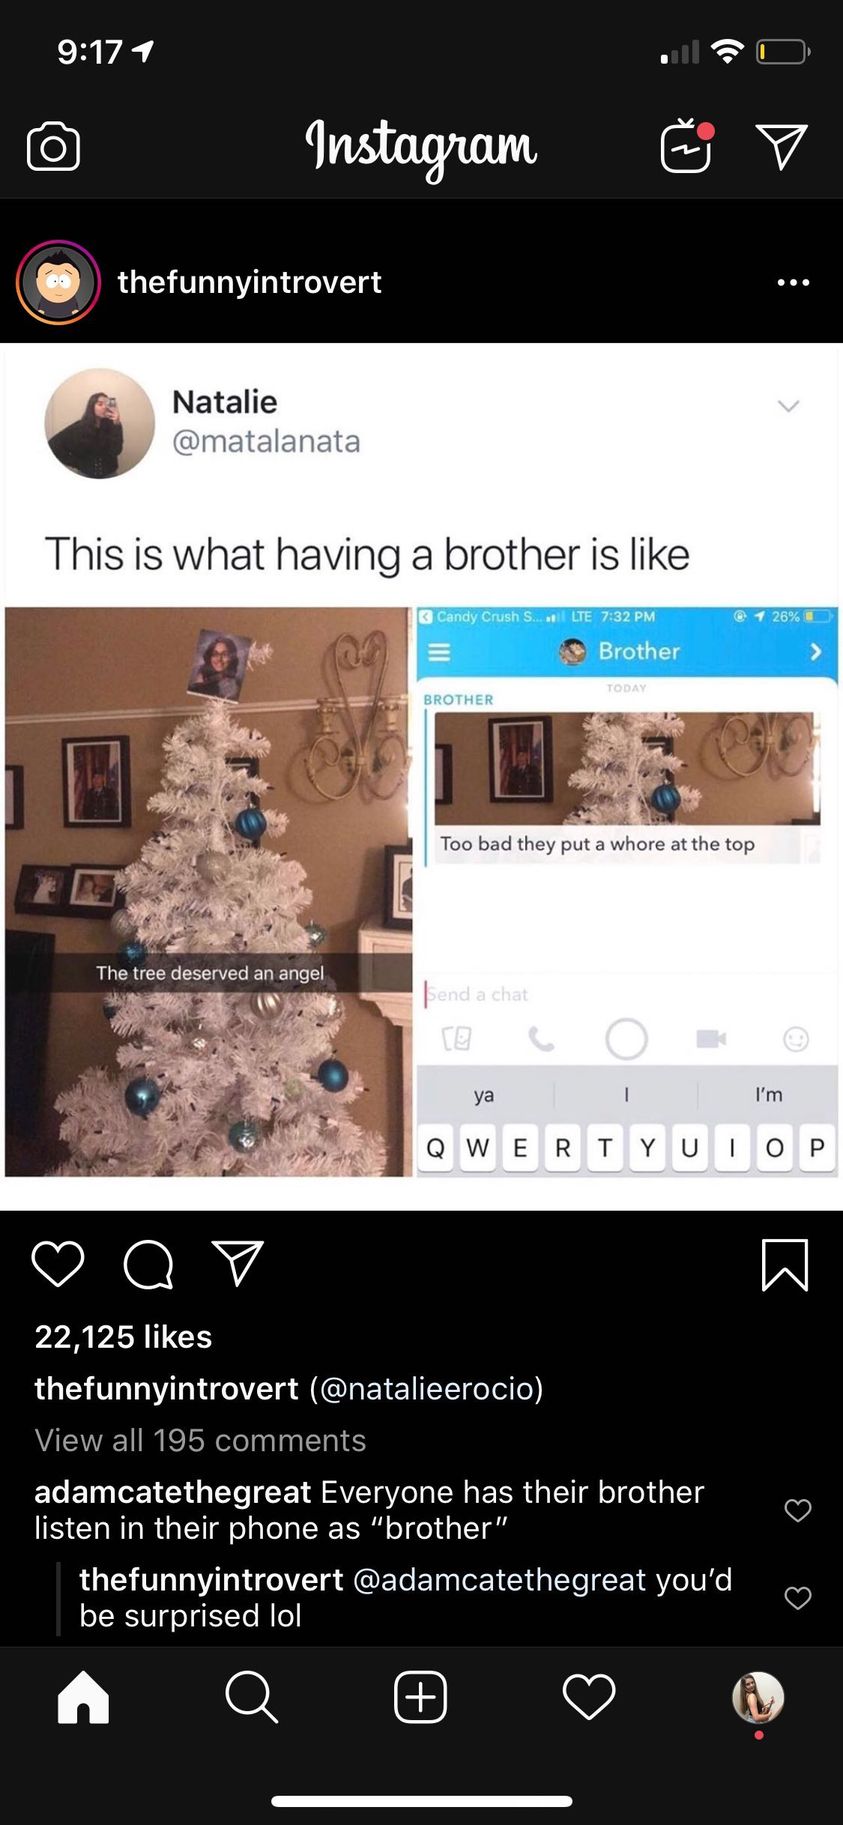 9:17
Instagram
thefunnyintrovert
Natalie
@matalanata
This is what having a brother is like
The tree deserved an angel
Candy Crush S... LTE 7:32 PM 26%
Brother
TODAY
BROTHER
Too bad they put a whore at the top
Send a chat
ya I I'm
Q W E R T Y U I O P
22,125 likes
thefunnyintrovert (@natalieerocio)
View all 195 comments
adamcatethegreat Everyone has their brother
listen in their phone as “brother”
thefunnyintrovert @adamcatethegreat you’d
be surprised lol